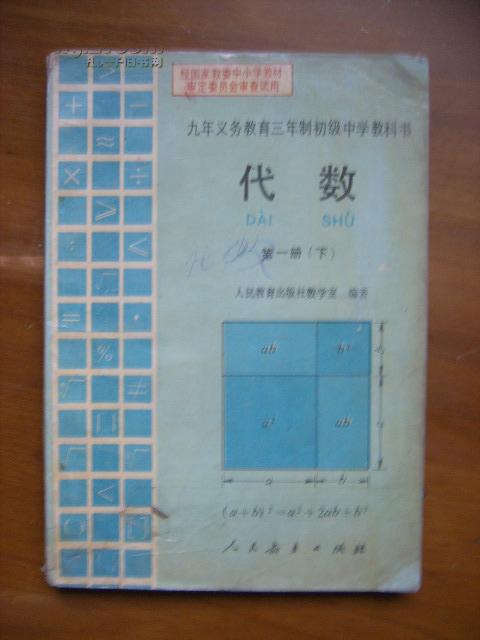 经国家教委中小学教材
审定委员会审查试用
九年义务教育三年制初级中学教科书
代 数
DÀI SHÙ
第一册(下)
人民教育出版社数学室 编著
ab b²
a² ab
a b
(a+b)²=a²+2ab+b²
人民教育出版社
+ −
≈
× ÷
⩾
⩽
%
≠